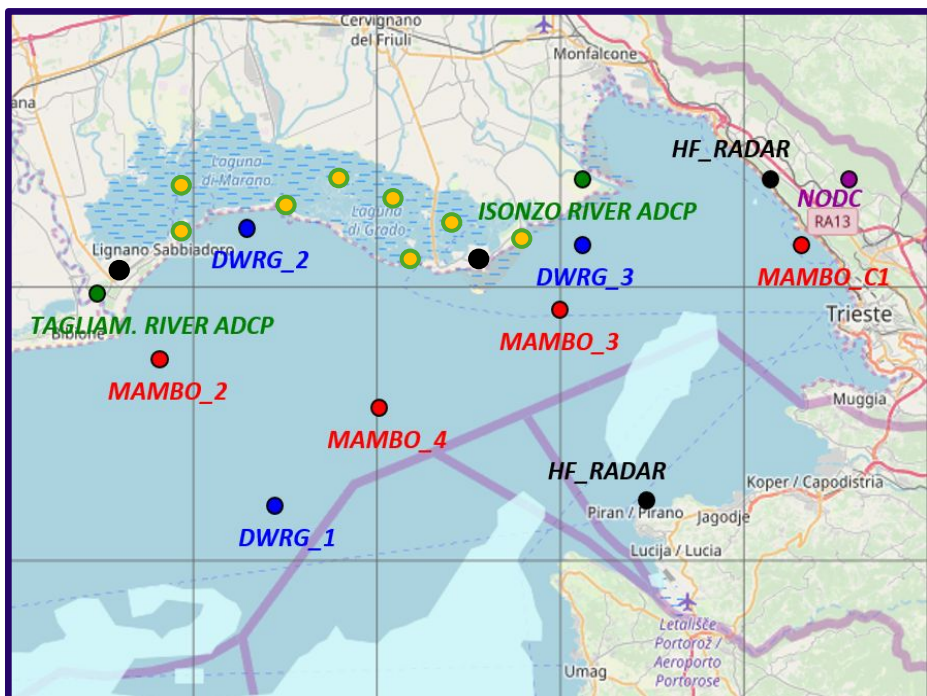 Cervignano
del Friuli
Monfalcone
ana
HF_RADAR
Laguna
di Marano
NODC
Laguna
di Grado
ISONZO RIVER ADCP
RA13
Lignano Sabbiadoro
DWRG_2
DWRG_3
MAMBO_C1
TAGLIAM. RIVER ADCP
Bibione
Trieste
MAMBO_3
MAMBO_2
Muggia
MAMBO_4
HF_RADAR
Koper / Capodistria
Piran / Pirano
Jagodje
DWRG_1
Lucija / Lucia
Letališče
Portorož /
Aeroporto
Portorose
Umag